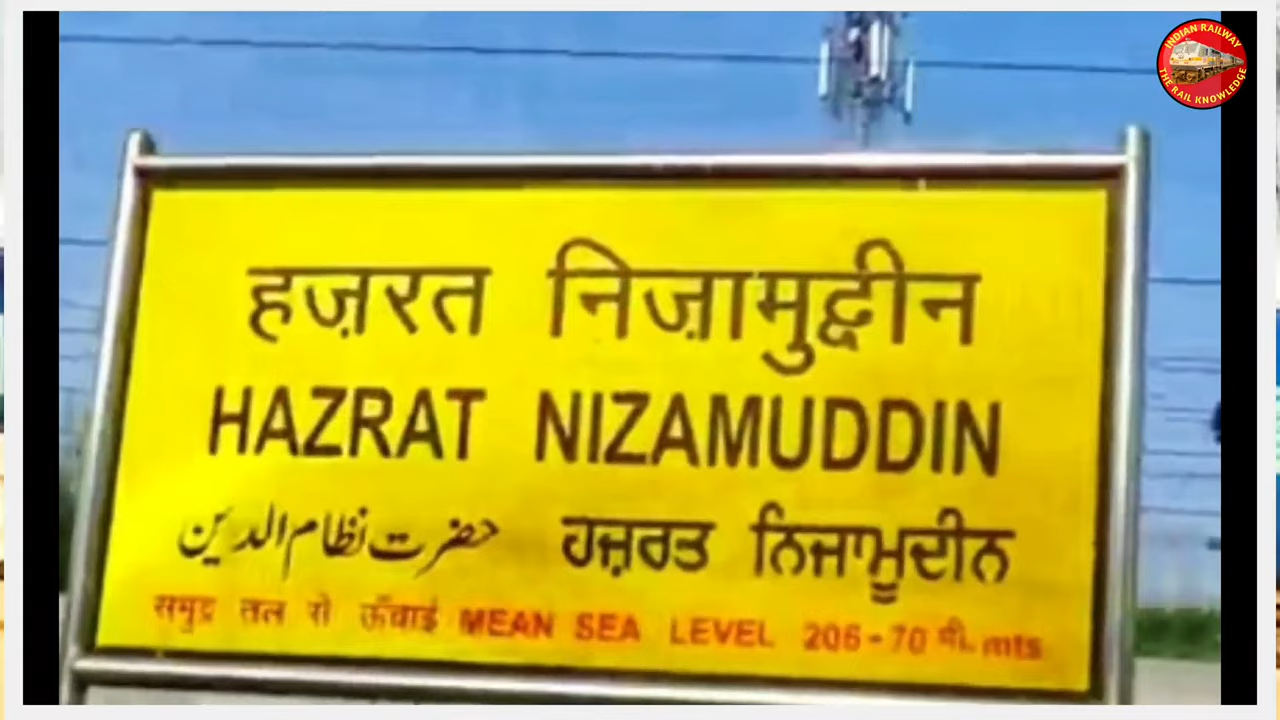 INDIAN RAILWAY
THE RAIL KNOWLEDGE
हज़रत निज़ामुद्दीन
HAZRAT NIZAMUDDIN
حضرت نظام الدین ਹਜ਼ਰਤ ਨਿਜਾਮੂਦੀਨ
समुद्र तल से ऊँचाई MEAN SEA LEVEL 206-70 मी. mts